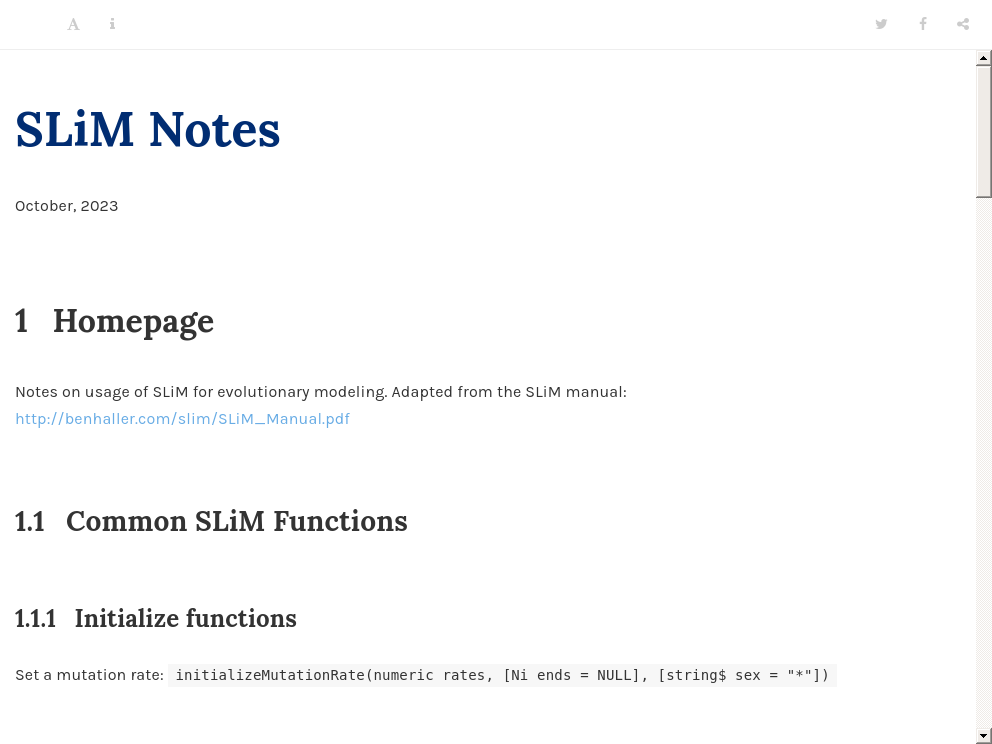 SLiM Notes
October, 2023
1 Homepage
Notes on usage of SLiM for evolutionary modeling. Adapted from the SLiM manual:
http://benhaller.com/slim/SLiM_Manual.pdf
1.1 Common SLiM Functions
1.1.1 Initialize functions
Set a mutation rate: initializeMutationRate(numeric rates, [Ni ends = NULL], [string$ sex = "*"])